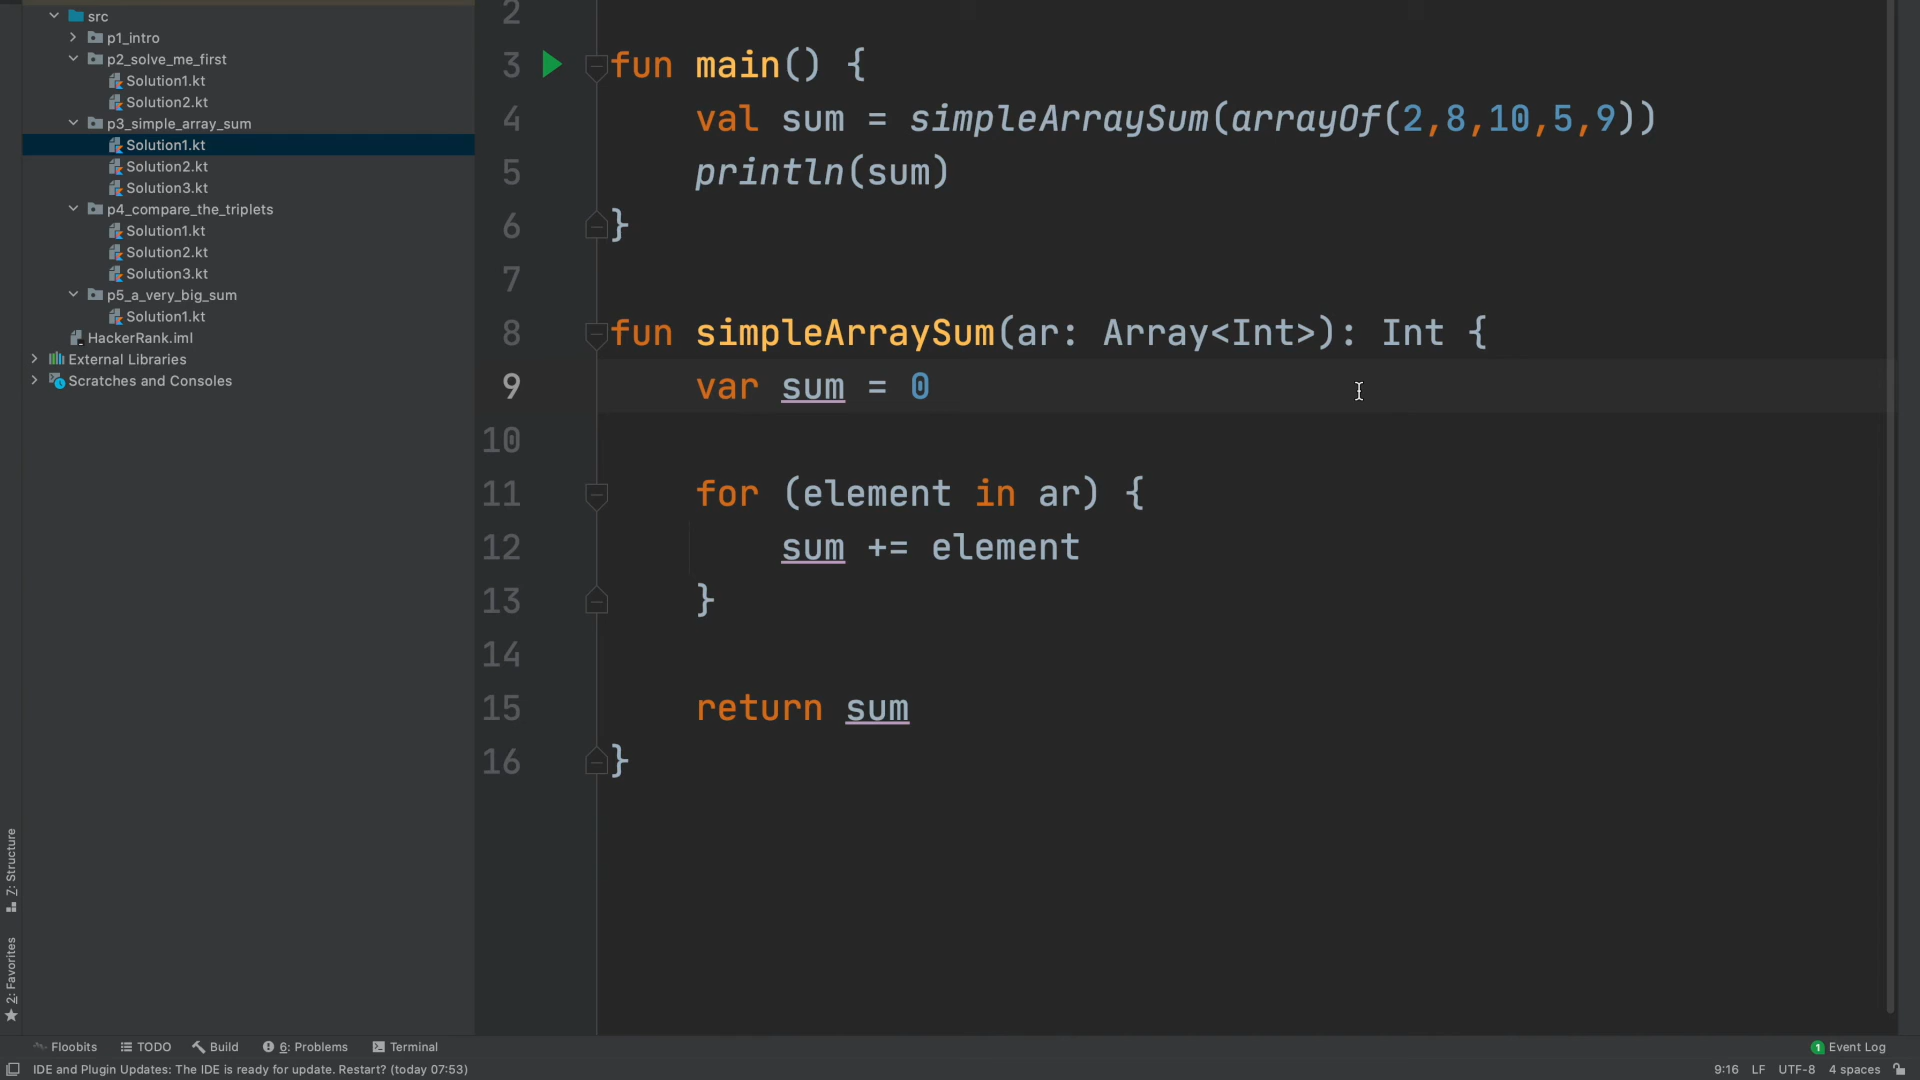 src
p1_intro
p2_solve_me_first
Solution1.kt
Solution2.kt
p3_simple_array_sum
Solution1.kt
Solution2.kt
Solution3.kt
p4_compare_the_triplets
Solution1.kt
Solution2.kt
Solution3.kt
p5_a_very_big_sum
Solution1.kt
HackerRank.iml
External Libraries
Scratches and Consoles
Z: Structure
2: Favorites
2
3 fun main() {
4 val sum = simpleArraySum(arrayOf(2,8,10,5,9))
5 println(sum)
6 }
7
8 fun simpleArraySum(ar: Array<Int>): Int {
9 var sum = 0
10
11 for (element in ar) {
12 sum += element
13 }
14
15 return sum
16 }
Floobits TODO Build 6: Problems Terminal 1 Event Log
IDE and Plugin Updates: The IDE is ready for update. Restart? (today 07:53) 9:16 LF UTF-8 4 spaces